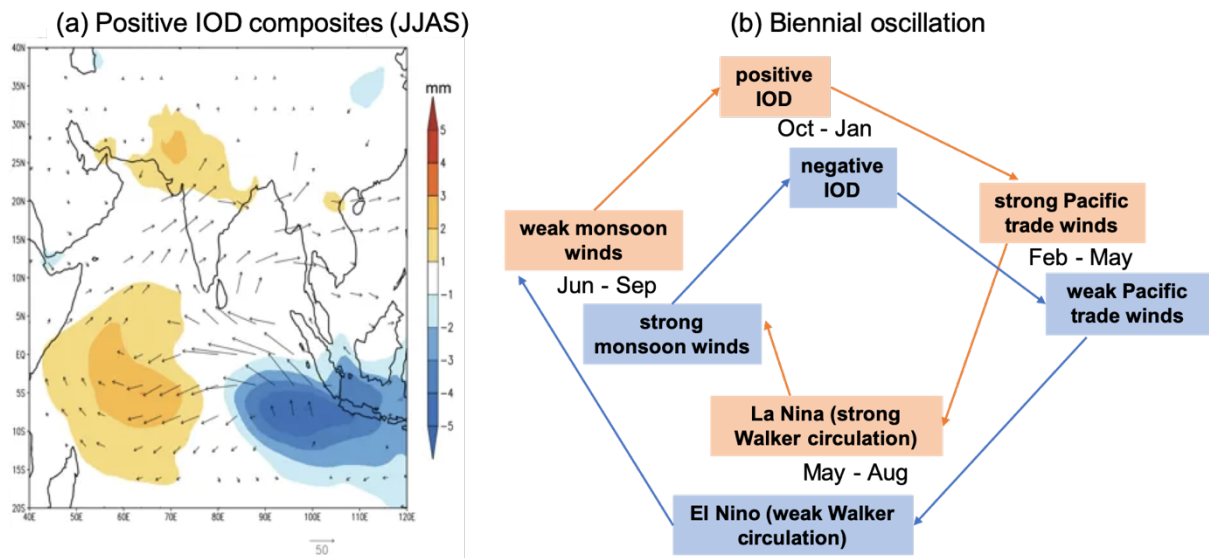 (a) Positive IOD composites (JJAS)
40N
35N
30N
25N
20N
15N
10N
5N
EQ
5S
10S
15S
20S
40E
50E
60E
70E
80E
90E
100E
110E
120E
50
mm
5
4
3
2
1
-1
-2
-3
-4
-5
(b) Biennial oscillation
positive
IOD
Oct - Jan
negative
IOD
strong Pacific
trade winds
Feb - May
weak Pacific
trade winds
weak monsoon
winds
Jun - Sep
strong
monsoon winds
La Nina (strong
Walker circulation)
May - Aug
El Nino (weak Walker
circulation)